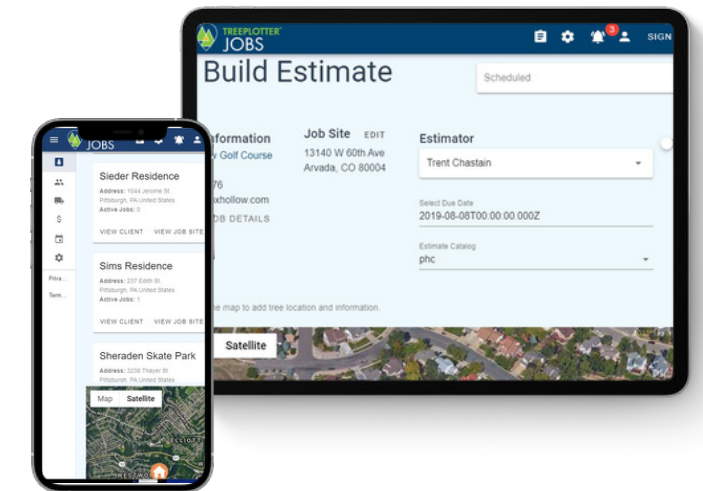 TREEPLOTTER
JOBS
3
SIGN
Build Estimate
Scheduled
formation
Golf Course
76
xhollow.com
OB DETAILS
Job Site EDIT
13140 W 60th Ave
Arvada, CO 80004
Estimator
Trent Chastain
Select Due Date
2019-08-08T00:00:00.000Z
Estimate Catalog
phc
map to add tree location and information.
Satellite
JOBS
Sieder Residence
Address: 1044 Jerome St.
Pittsburgh, PA United States
Active Jobs: 0
VIEW CLIENT VIEW JOB SITE
Sims Residence
Address: 237 Edith St.
Pittsburgh, PA United States
Active Jobs: 1
VIEW CLIENT VIEW JOB SITE
Sheraden Skate Park
Address: 3236 Thayer St
Pittsburgh, PA United States
$
Priva...
Term...
Map Satellite
ELLIOTT